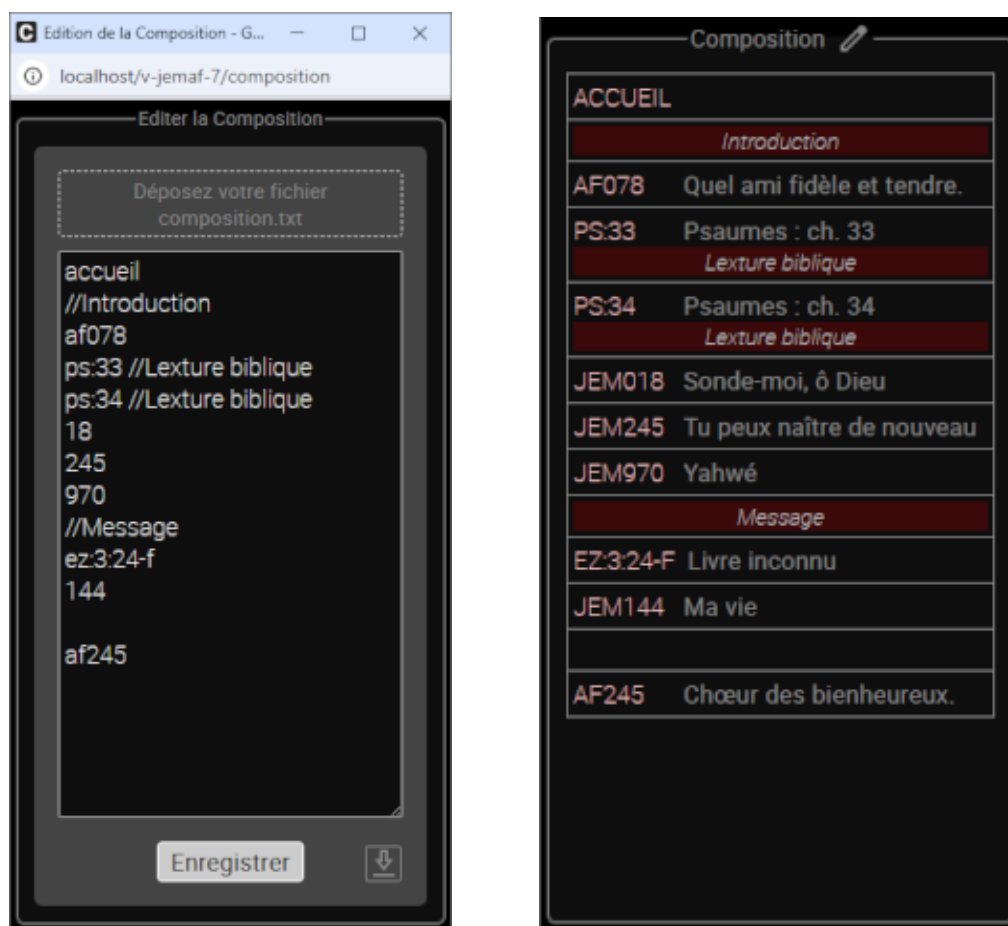 Edition de la Composition - G...
localhost/v-jemaf-7/composition
Editer la Composition
Déposez votre fichier
composition.txt
accueil
//Introduction
af078
ps:33 //Lexture biblique
ps:34 //Lexture biblique
18
245
970
//Message
ez:3:24-f
144
af245
Enregistrer
Composition
ACCUEIL
Introduction
AF078 Quel ami fidèle et tendre.
PS:33 Psaumes : ch. 33
Lexture biblique
PS:34 Psaumes : ch. 34
Lexture biblique
JEM018 Sonde-moi, ô Dieu
JEM245 Tu peux naître de nouveau
JEM970 Yahwé
Message
EZ:3:24-F Livre inconnu
JEM144 Ma vie
AF245 Chœur des bienheureux.